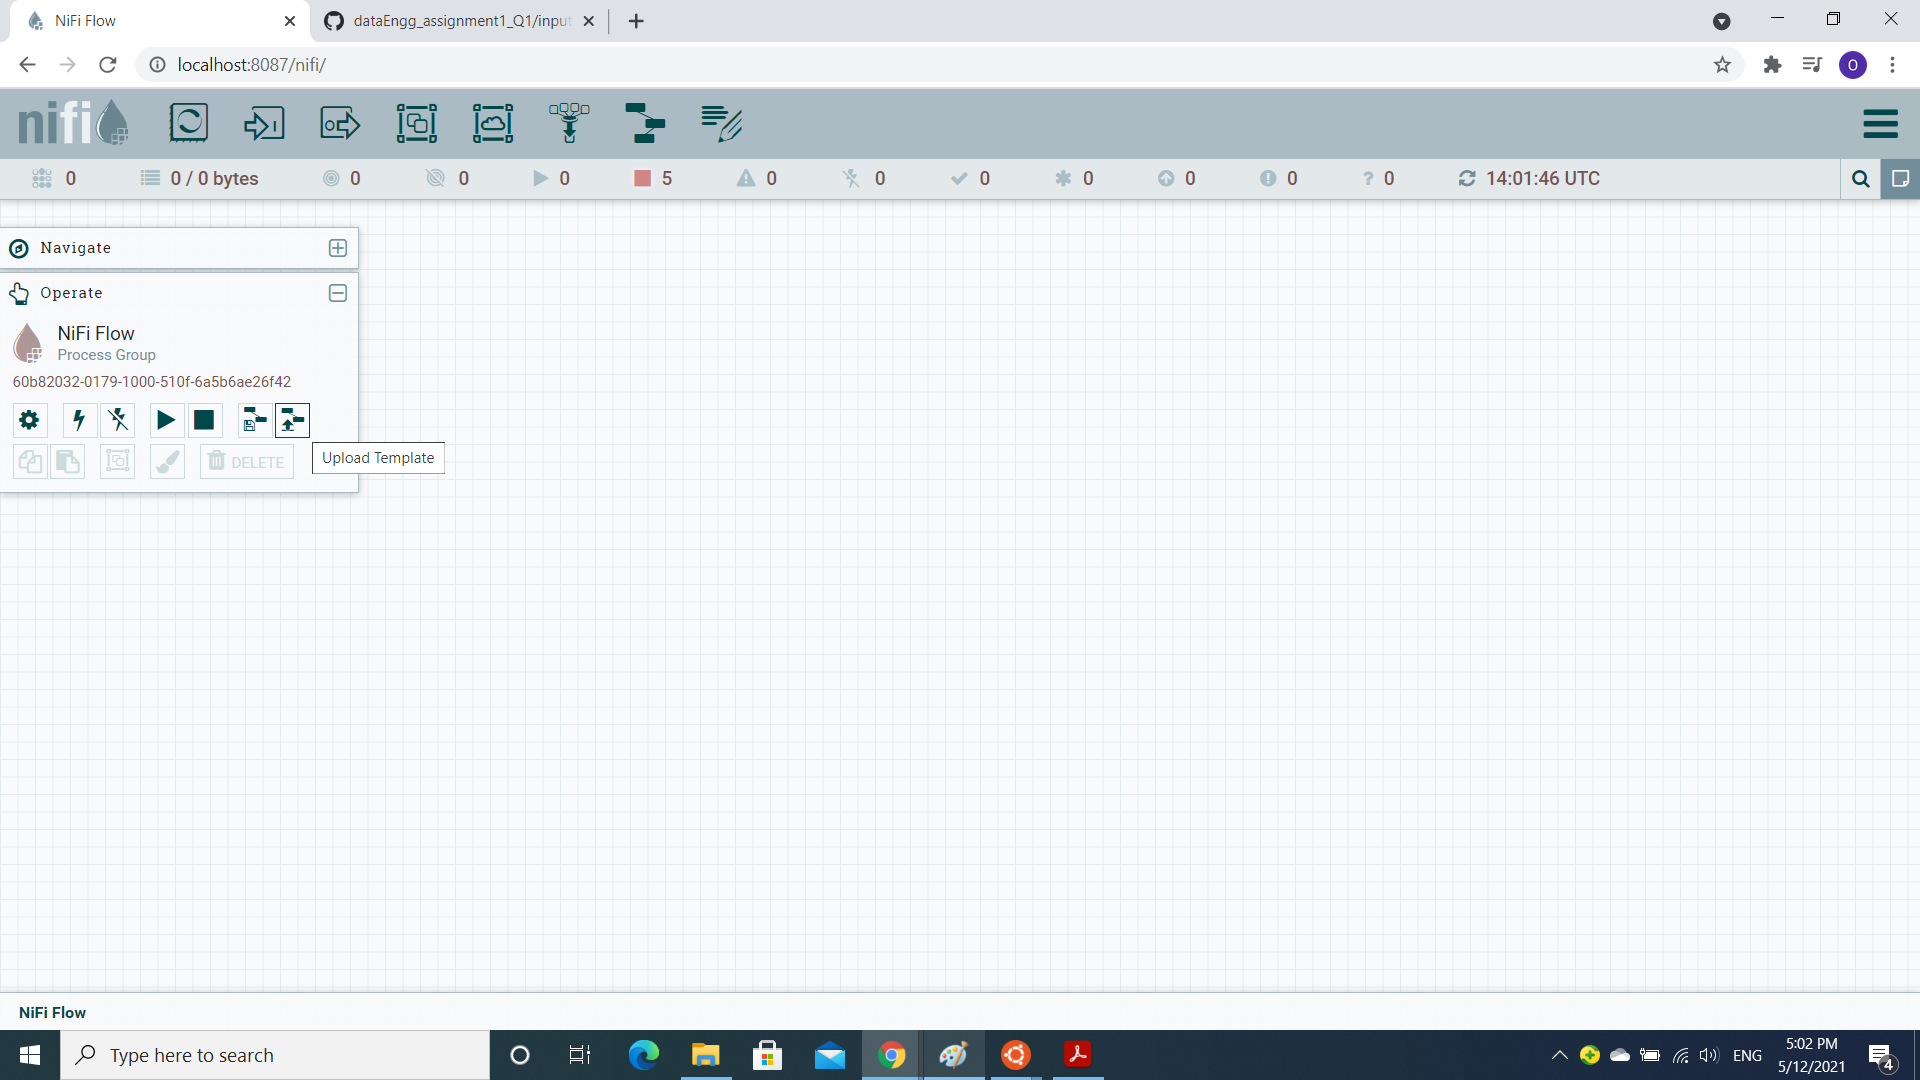 NiFi Flow
dataEngg_assignment1_Q1/input
localhost:8087/nifi/
O
nifi
0
0 / 0 bytes
0
0
0
5
0
0
0
0
0
0
0
14:01:46 UTC
Navigate
Operate
NiFi Flow
Process Group
60b82032-0179-1000-510f-6a5b6ae26f42
DELETE
Upload Template
NiFi Flow
Type here to search
ENG
5:02 PM
5/12/2021
4